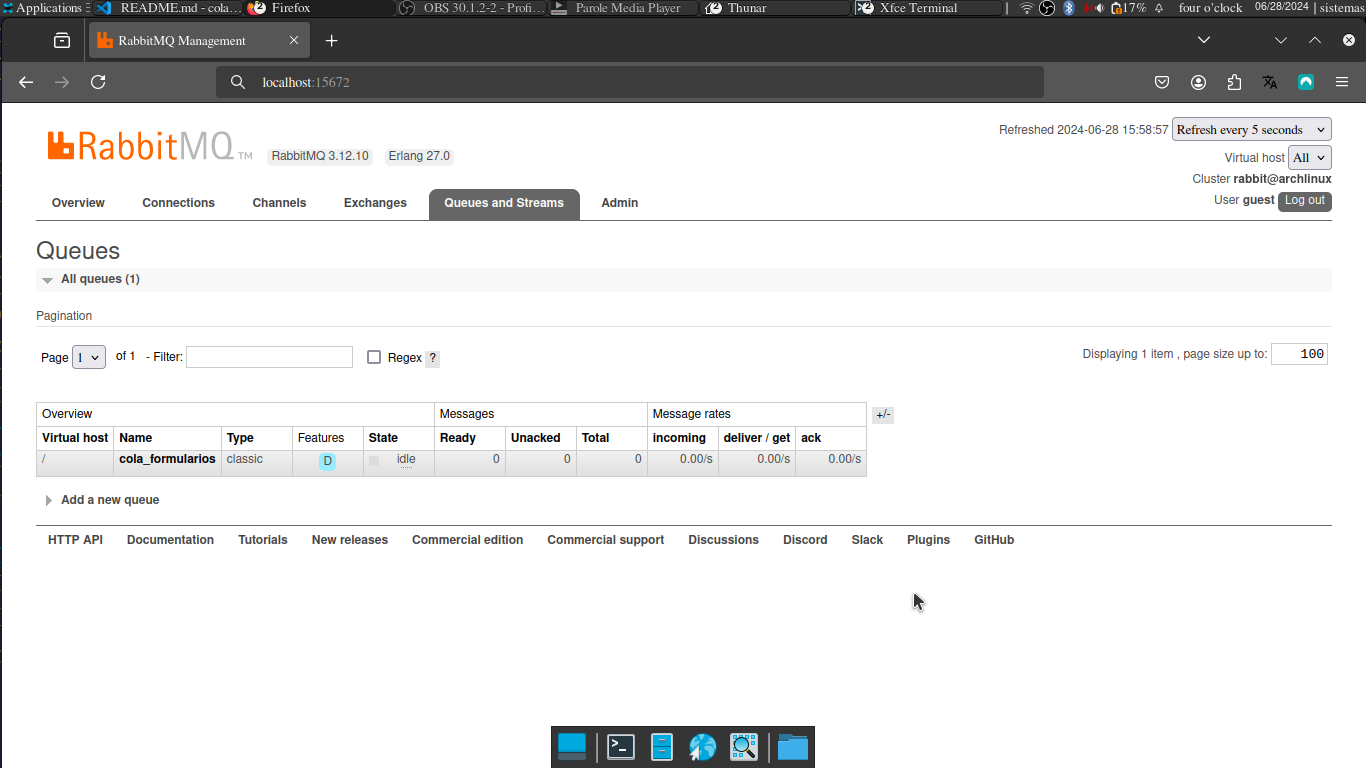 Applications README.md - cola... 2 Firefox OBS 30.1.2-2 - Profi... Parole Media Player 2 Thunar 2 Xfce Terminal 17% four o'clock 06/28/2024 sistemas
RabbitMQ Management
localhost:15672
RabbitMQ TM RabbitMQ 3.12.10 Erlang 27.0
Refreshed 2024-06-28 15:58:57 Refresh every 5 seconds
Virtual host All
Cluster rabbit@archlinux
User guest Log out
Overview Connections Channels Exchanges Queues and Streams Admin
Queues
All queues (1)
Pagination
Page 1 of 1 - Filter: Regex ? Displaying 1 item , page size up to: 100
Overview Messages Message rates +/-
Virtual host Name Type Features State Ready Unacked Total incoming deliver / get ack
/ cola_formularios classic D idle 0 0 0 0.00/s 0.00/s 0.00/s
Add a new queue
HTTP API Documentation Tutorials New releases Commercial edition Commercial support Discussions Discord Slack Plugins GitHub